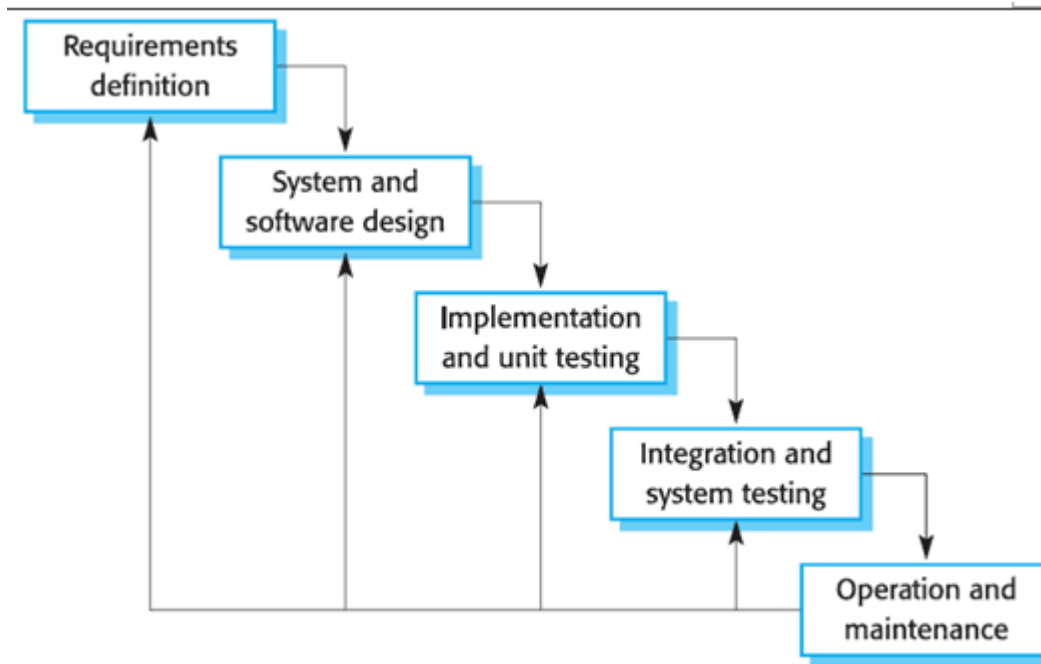 Requirements
definition
System and
software design
Implementation
and unit testing
Integration and
system testing
Operation and
maintenance